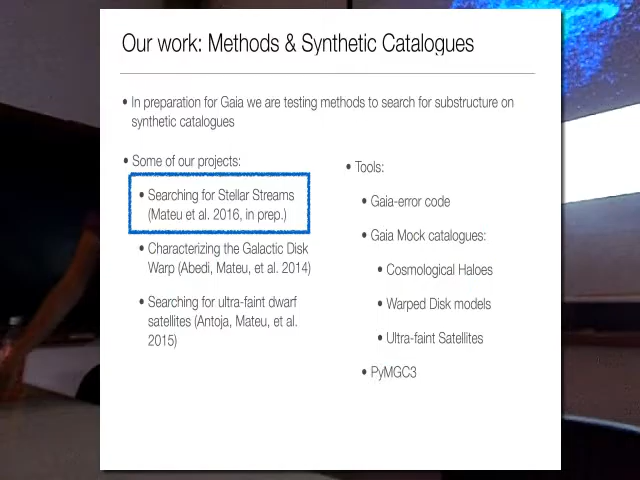 Our work: Methods & Synthetic Catalogues
• In preparation for Gaia we are testing methods to search for substructure on
synthetic catalogues
• Some of our projects:
• Searching for Stellar Streams
(Mateu et al. 2016, in prep.)
• Characterizing the Galactic Disk
Warp (Abedi, Mateu, et al. 2014)
• Searching for ultra-faint dwarf
satellites (Antoja, Mateu, et al.
2015)
• Tools:
• Gaia-error code
• Gaia Mock catalogues:
• Cosmological Haloes
• Warped Disk models
• Ultra-faint Satellites
• PyMGC3